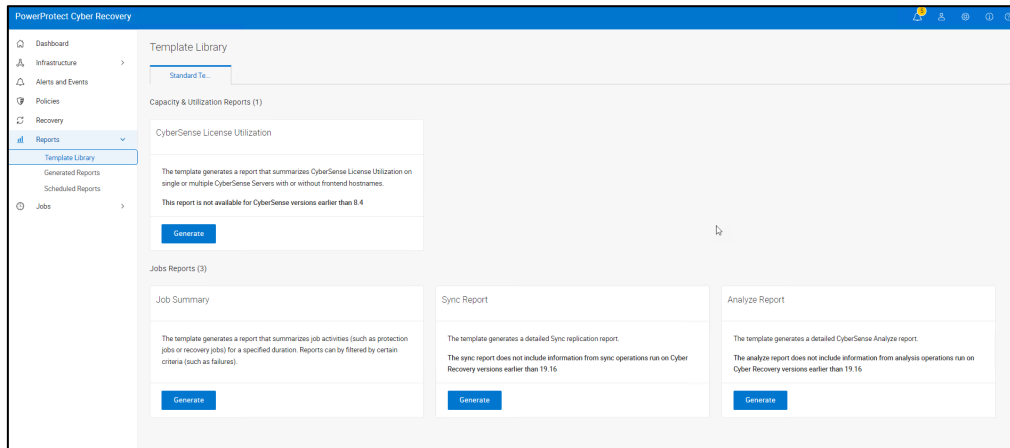 PowerProtect Cyber Recovery
Dashboard
Infrastructure
Alerts and Events
Policies
Recovery
Reports
Template Library
Generated Reports
Scheduled Reports
Jobs
Template Library
Standard Te...
Capacity & Utilization Reports (1)
CyberSense License Utilization
The template generates a report that summarizes CyberSense License Utilization on
single or multiple CyberSense Servers with or without frontend hostnames.
This report is not available for CyberSense versions earlier than 8.4
Generate
Jobs Reports (3)
Job Summary
The template generates a report that summarizes job activities (such as protection
jobs or recovery jobs) for a specified duration. Reports can by filtered by certain
criteria (such as failures).
Generate
Sync Report
The template generates a detailed Sync replication report.
The sync report does not include information from sync operations run on Cyber
Recovery versions earlier than 19.16
Generate
Analyze Report
The template generates a detailed CyberSense Analyze report.
The analyze report does not include information from analysis operations run on
Cyber Recovery versions earlier than 19.16
Generate